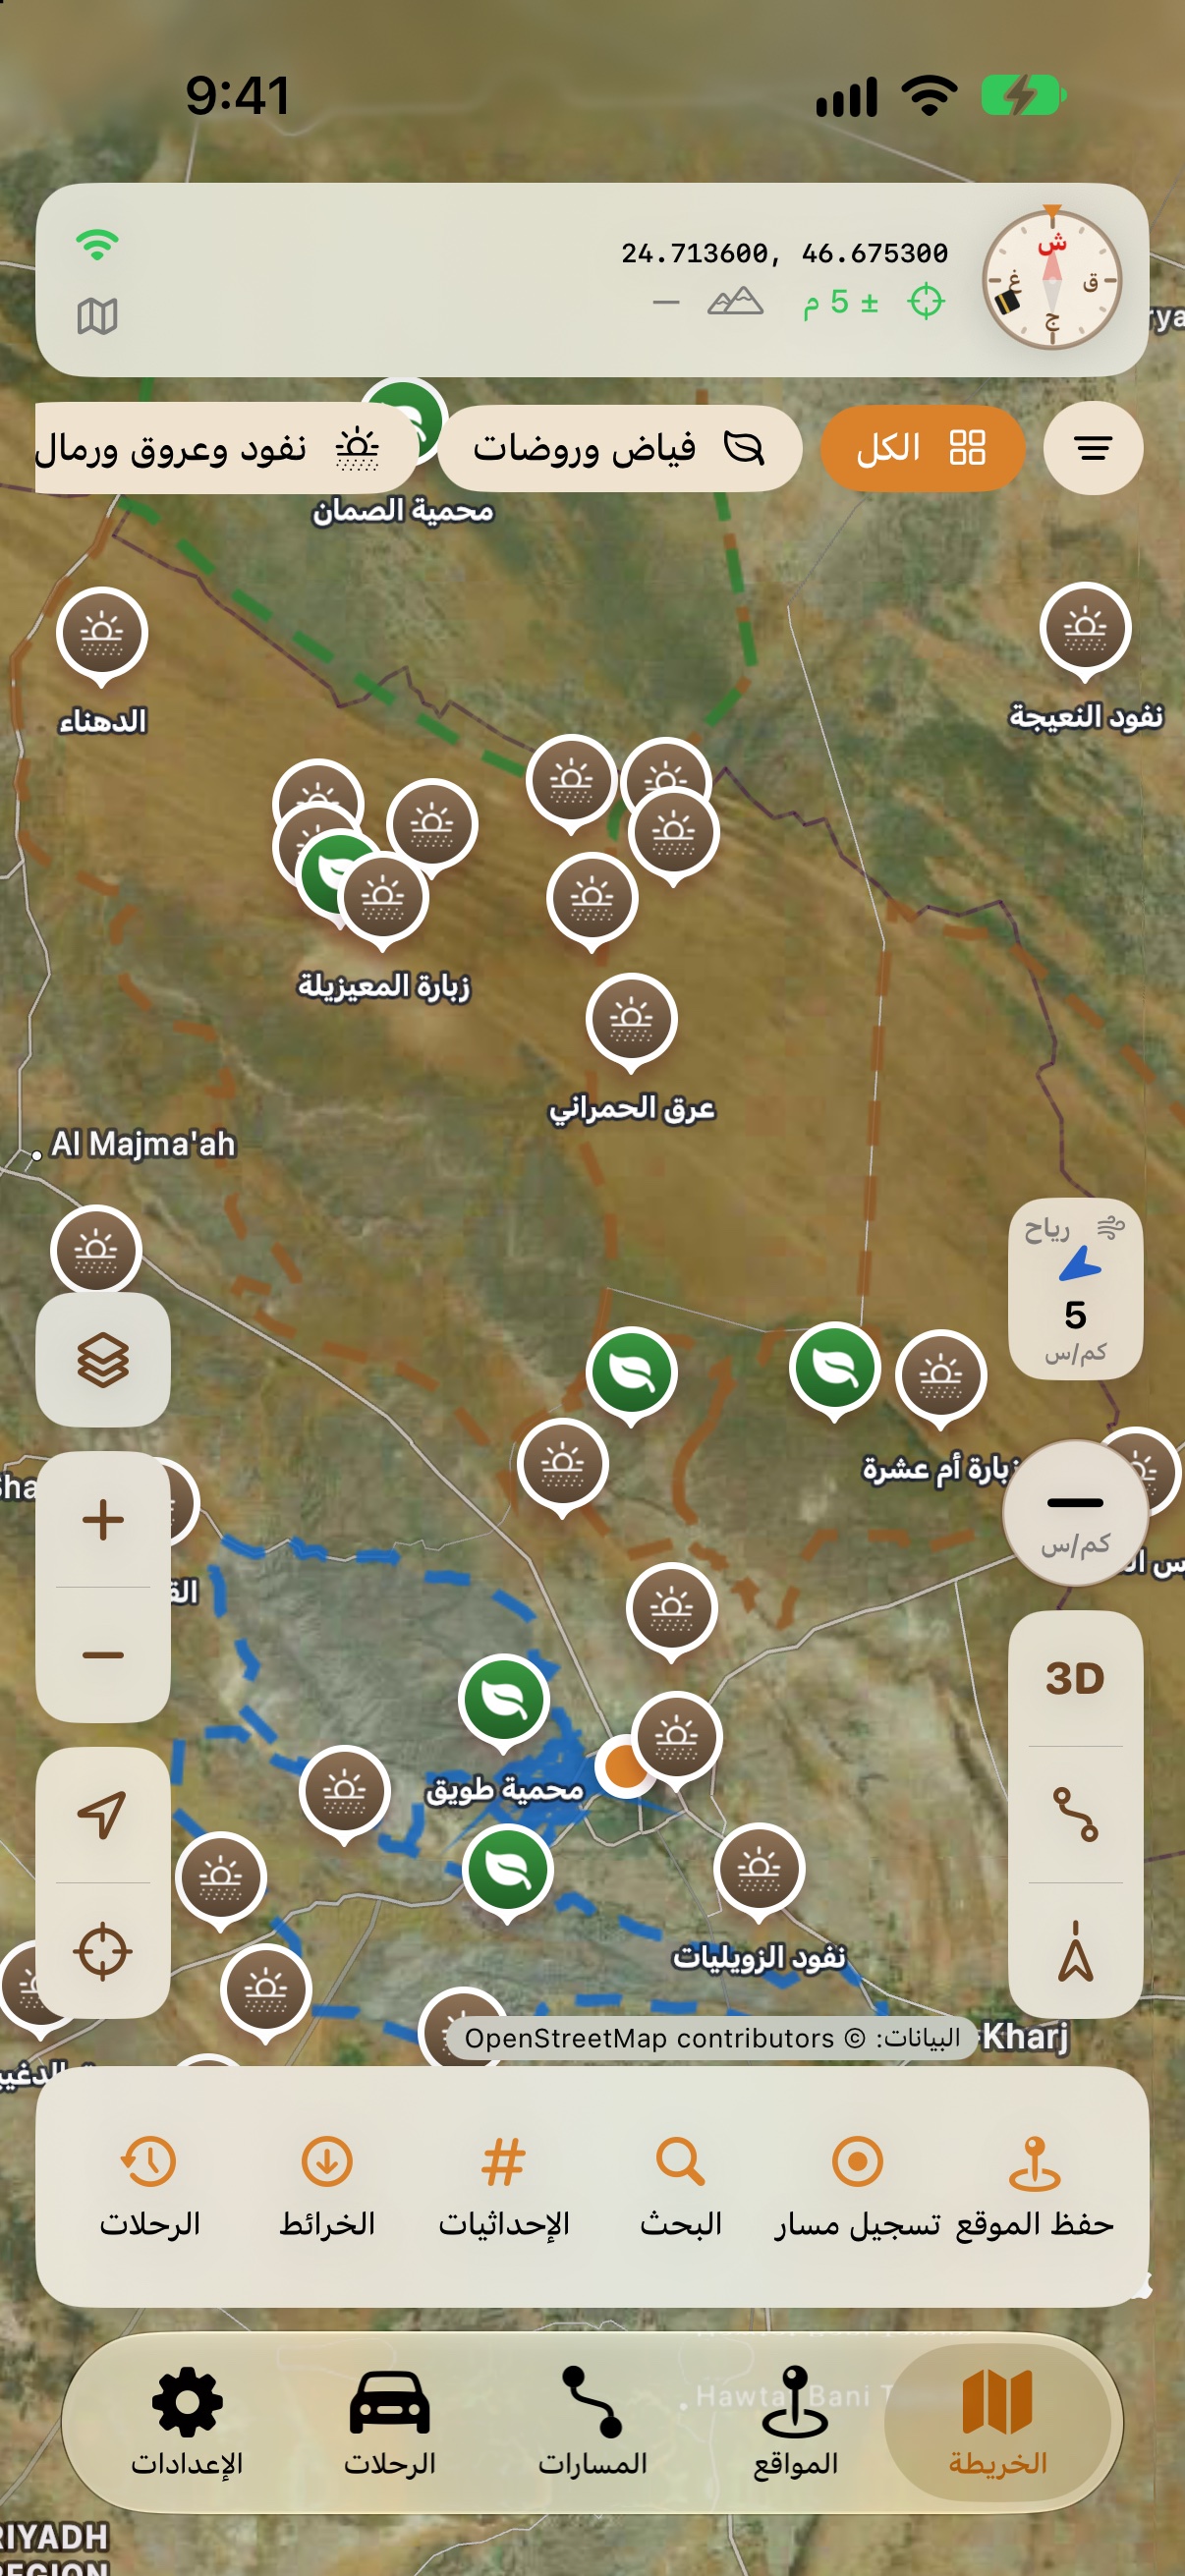 9:41
24.713600, 46.675300
± 5 م
—
ش
ق
غ
ج
الكل
فياض وروضات
نفود وعروق ورمال
محمية الصمان
الدهناء
نفود النعيجة
زبارة المعيزيلة
عرق الحمراني
Al Majma'ah
رياح
5
كم/س
زبارة أم عشرة
—
كم/س
3D
محمية طويق
نفود الزويليات
البيانات: © OpenStreetMap contributors
Kharj
حفظ الموقع
تسجيل مسار
البحث
الإحداثيات
الخرائط
الرحلات
الخريطة
المواقع
المسارات
الرحلات
الإعدادات
RIYADH
REGION